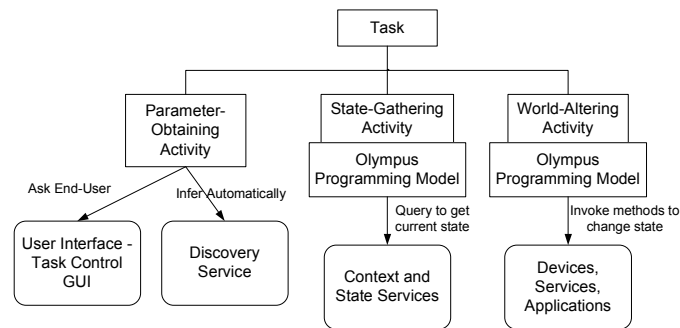 Task
Parameter-
Obtaining
Activity
State-Gathering
Activity
World-Altering
Activity
Olympus
Programming Model
Olympus
Programming Model
Ask End-User
Infer Automatically
Query to get
current state
Invoke methods to
change state
User Interface -
Task Control
GUI
Discovery
Service
Context and
State Services
Devices,
Services,
Applications